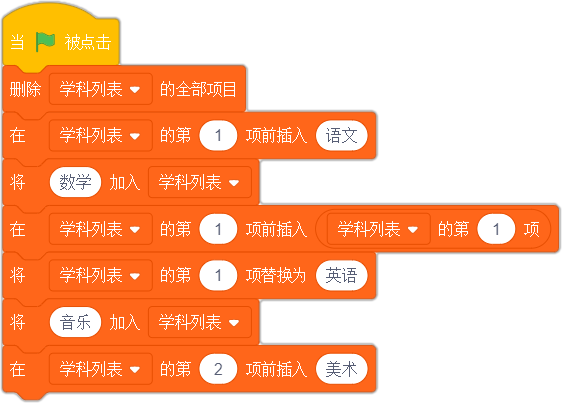 当 被点击
删除 学科列表 的全部项目
在 学科列表 的第 1 项前插入 语文
将 数学 加入 学科列表
在 学科列表 的第 1 项前插入 学科列表 的第 1 项
将 学科列表 的第 1 项替换为 英语
将 音乐 加入 学科列表
在 学科列表 的第 2 项前插入 美术